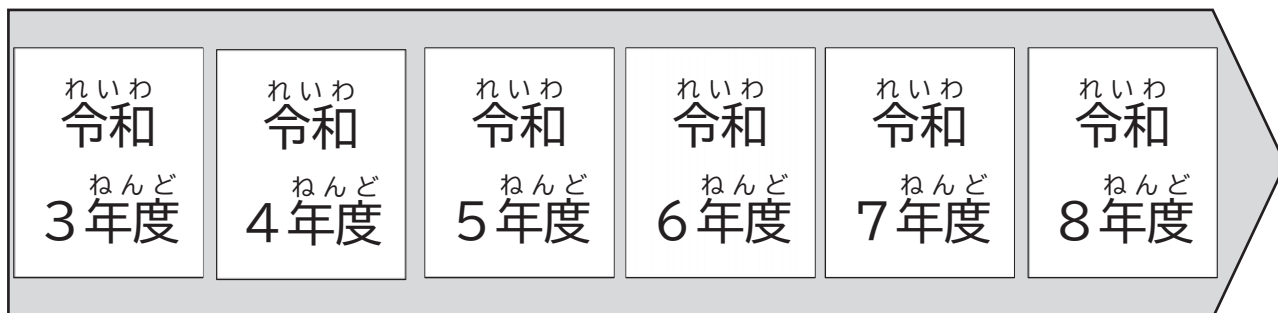 れいわ
令和
ねんど
３年度
れいわ
令和
ねんど
４年度
れいわ
令和
ねんど
５年度
れいわ
令和
ねんど
６年度
れいわ
令和
ねんど
７年度
れいわ
令和
ねんど
８年度